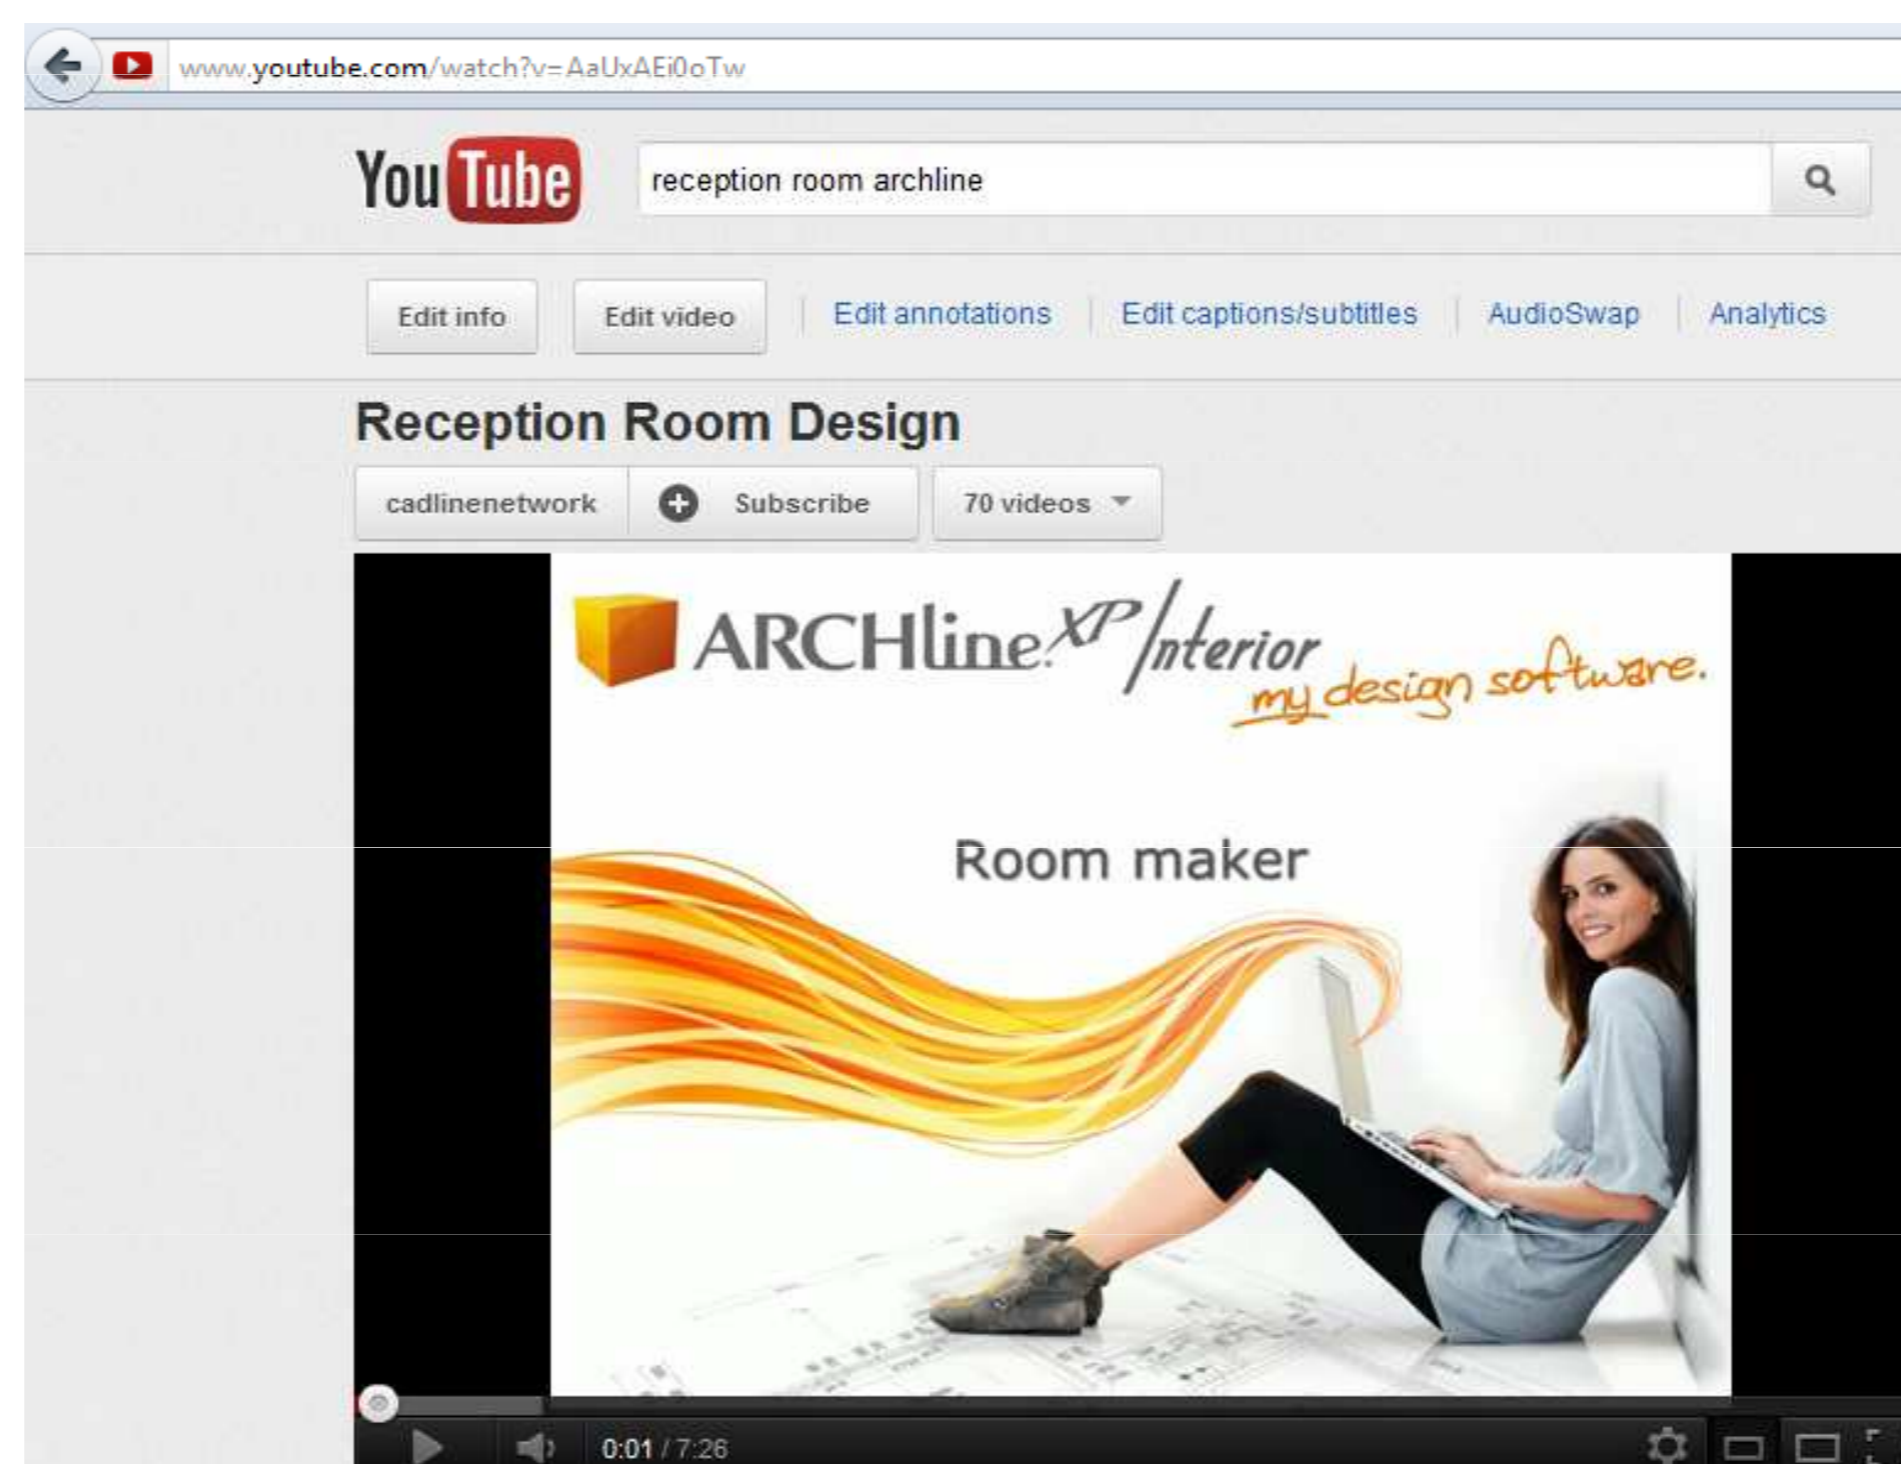 www.youtube.com/watch?v=AaUxAEi0oTw
YouTube
reception room archline
Edit info Edit video Edit annotations Edit captions/subtitles AudioSwap Analytics
Reception Room Design
cadlinenetwork Subscribe 70 videos
ARCHline.XP Interior
my design software.
Room maker
0:01 / 7:26